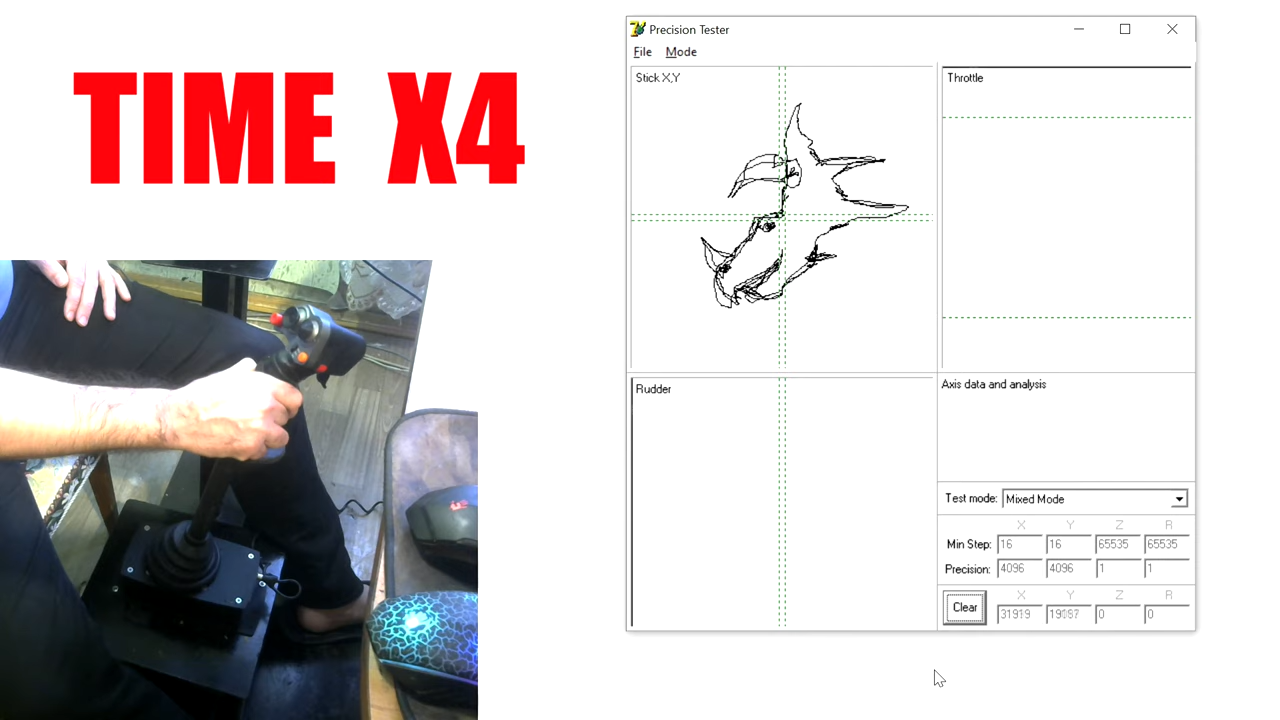 TIME X4
Precision Tester
File Mode
Stick X,Y
Throttle
Rudder
Axis data and analysis
Test mode: Mixed Mode
X Y Z R
Min Step: 16 16 65535 65535
Precision: 4096 4096 1 1
X Y Z R
Clear 31919 0 0